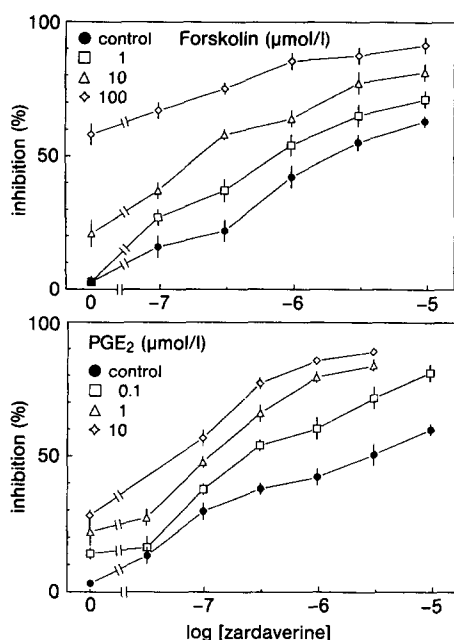 100
control Forskolin (μmol/l)
1
10
100
inhibition (%)
50
0
0 -7 -6 -5
100
PGE₂ (μmol/l)
control
0.1
1
10
inhibition (%)
50
0
0 -7 -6 -5
log [zardaverine]